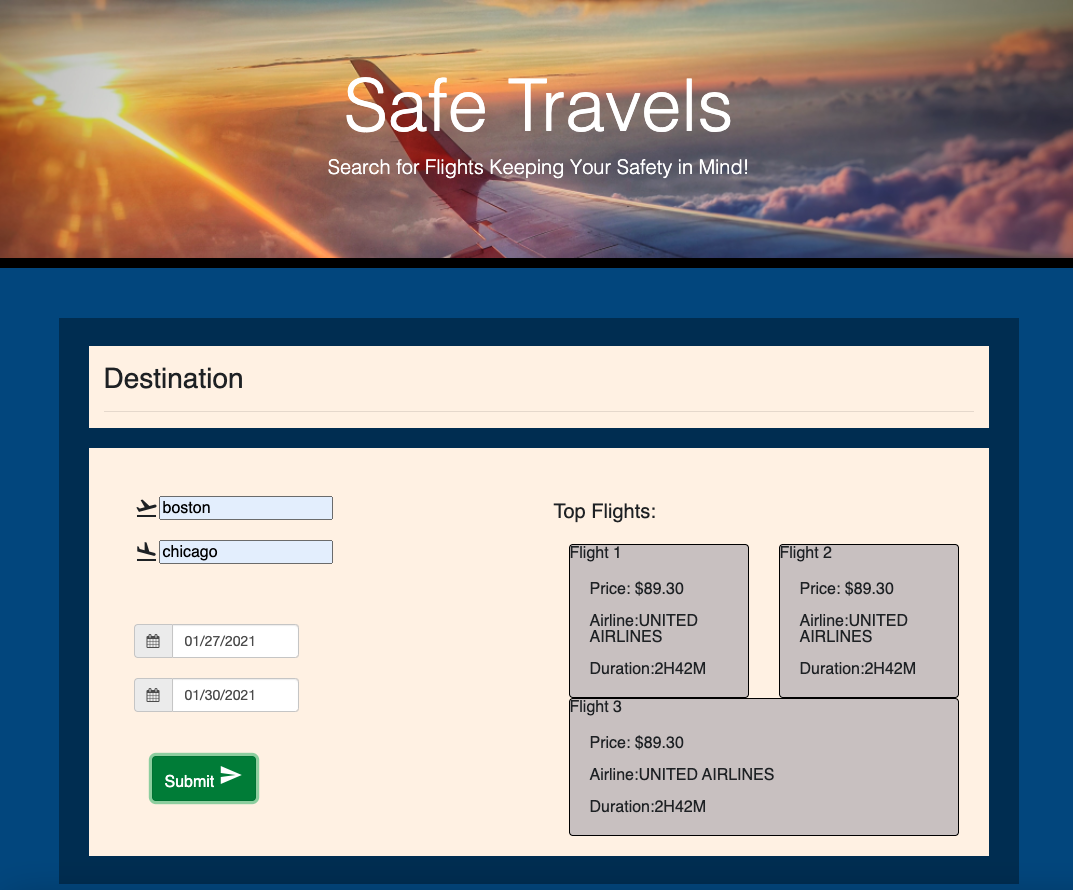 Safe Travels
Search for Flights Keeping Your Safety in Mind!
Destination
boston
chicago
01/27/2021
01/30/2021
Submit
Top Flights:
Flight 1
Price: $89.30
Airline:UNITED
AIRLINES
Duration:2H42M
Flight 2
Price: $89.30
Airline:UNITED
AIRLINES
Duration:2H42M
Flight 3
Price: $89.30
Airline:UNITED AIRLINES
Duration:2H42M